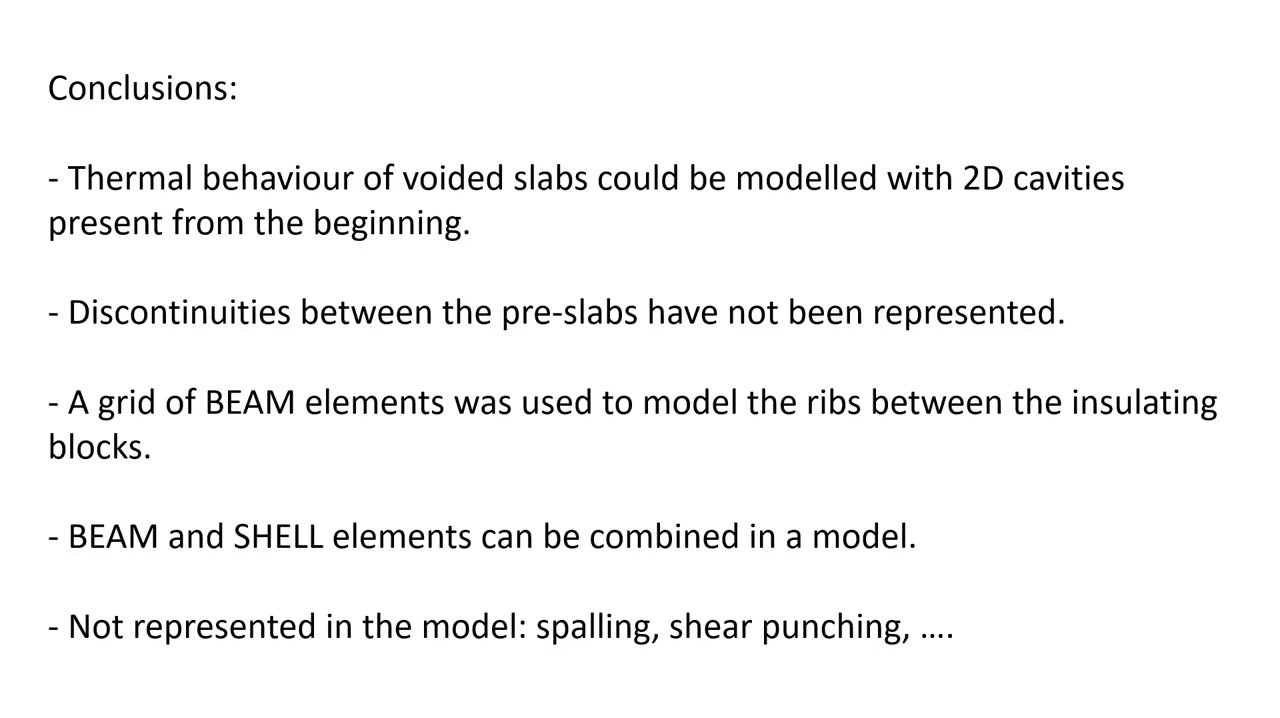 Conclusions:
- Thermal behaviour of voided slabs could be modelled with 2D cavities
present from the beginning.
- Discontinuities between the pre-slabs have not been represented.
- A grid of BEAM elements was used to model the ribs between the insulating
blocks.
- BEAM and SHELL elements can be combined in a model.
- Not represented in the model: spalling, shear punching, ….